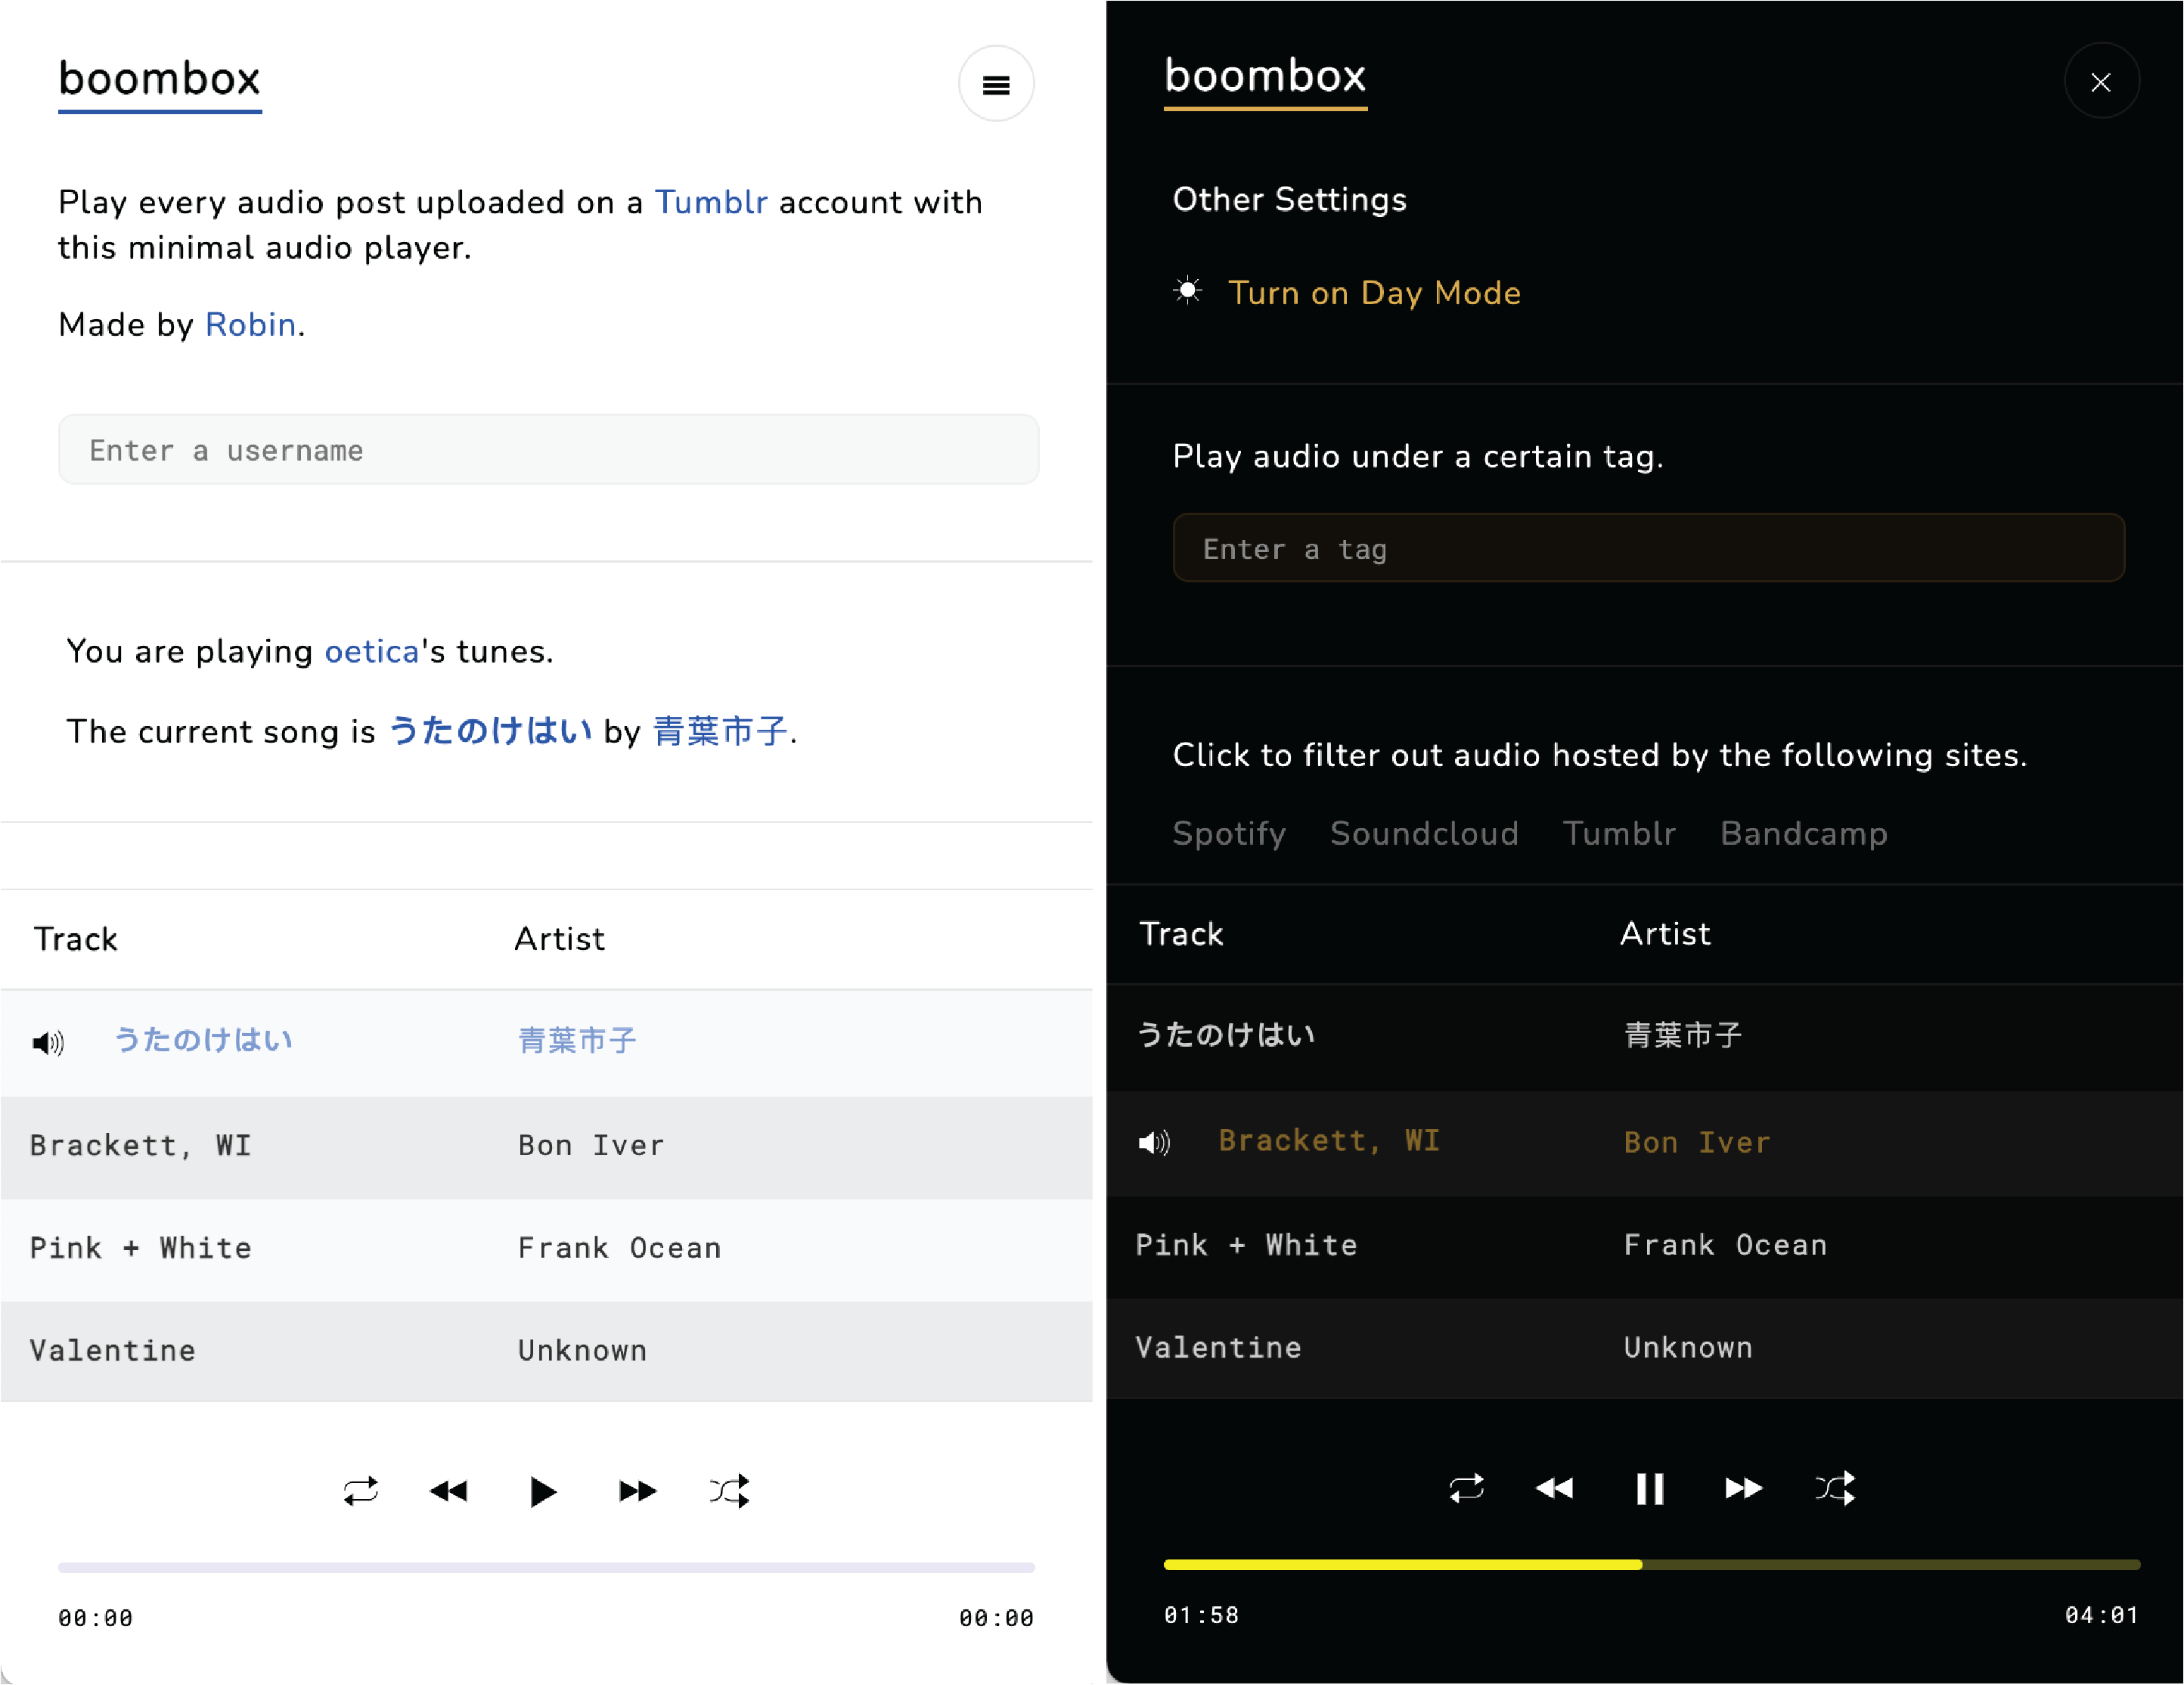 boombox
Play every audio post uploaded on a Tumblr account with
this minimal audio player.
Made by Robin.
Enter a username
You are playing oetica's tunes.
The current song is うたのけはい by 青葉市子.
Track Artist
うたのけはい 青葉市子
Brackett, WI Bon Iver
Pink + White Frank Ocean
Valentine Unknown
00:00 00:00
boombox
Other Settings
Turn on Day Mode
Play audio under a certain tag.
Enter a tag
Click to filter out audio hosted by the following sites.
Spotify Soundcloud Tumblr Bandcamp
Track Artist
うたのけはい 青葉市子
Brackett, WI Bon Iver
Pink + White Frank Ocean
Valentine Unknown
01:58 04:01